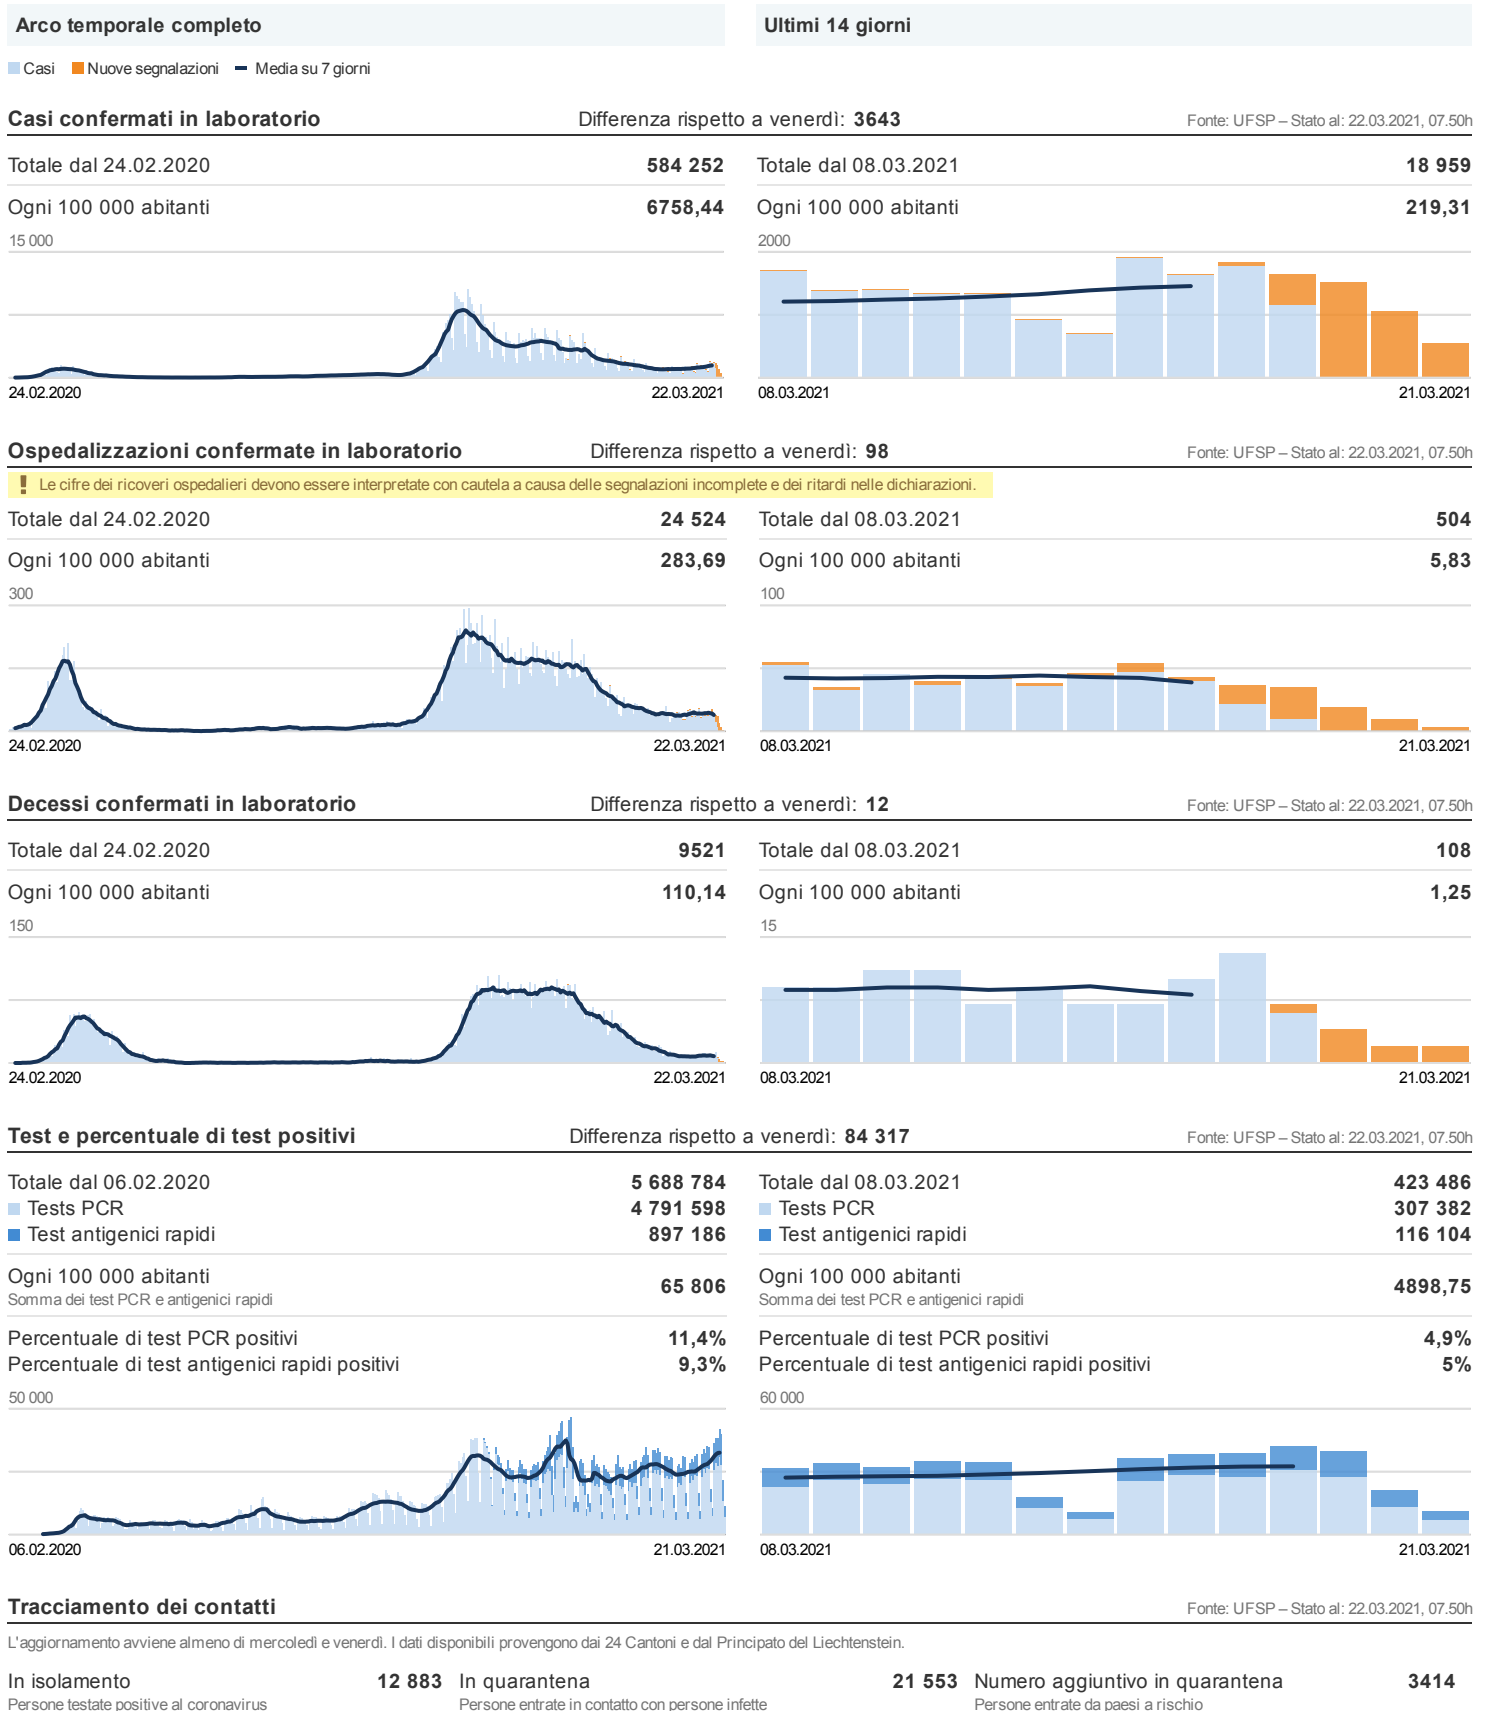 Arco temporale completo
Ultimi 14 giorni
Casi Nuove segnalazioni Media su 7 giorni
Casi confermati in laboratorio Differenza rispetto a venerdì: 3643 Fonte: UFSP – Stato al: 22.03.2021, 07.50h
Totale dal 24.02.2020 584 252
Ogni 100 000 abitanti 6758,44
15 000
24.02.2020 22.03.2021
Totale dal 08.03.2021 18 959
Ogni 100 000 abitanti 219,31
2000
08.03.2021 21.03.2021
Ospedalizzazioni confermate in laboratorio Differenza rispetto a venerdì: 98 Fonte: UFSP – Stato al: 22.03.2021, 07.50h
! Le cifre dei ricoveri ospedalieri devono essere interpretate con cautela a causa delle segnalazioni incomplete e dei ritardi nelle dichiarazioni.
Totale dal 24.02.2020 24 524
Ogni 100 000 abitanti 283,69
300
24.02.2020 22.03.2021
Totale dal 08.03.2021 504
Ogni 100 000 abitanti 5,83
100
08.03.2021 21.03.2021
Decessi confermati in laboratorio Differenza rispetto a venerdì: 12 Fonte: UFSP – Stato al: 22.03.2021, 07.50h
Totale dal 24.02.2020 9521
Ogni 100 000 abitanti 110,14
150
24.02.2020 22.03.2021
Totale dal 08.03.2021 108
Ogni 100 000 abitanti 1,25
15
08.03.2021 21.03.2021
Test e percentuale di test positivi Differenza rispetto a venerdì: 84 317 Fonte: UFSP – Stato al: 22.03.2021, 07.50h
Totale dal 06.02.2020 5 688 784
Tests PCR 4 791 598
Test antigenici rapidi 897 186
Ogni 100 000 abitanti 65 806
Somma dei test PCR e antigenici rapidi
Percentuale di test PCR positivi 11,4%
Percentuale di test antigenici rapidi positivi 9,3%
50 000
06.02.2020 21.03.2021
Totale dal 08.03.2021 423 486
Tests PCR 307 382
Test antigenici rapidi 116 104
Ogni 100 000 abitanti 4898,75
Somma dei test PCR e antigenici rapidi
Percentuale di test PCR positivi 4,9%
Percentuale di test antigenici rapidi positivi 5%
60 000
08.03.2021 21.03.2021
Tracciamento dei contatti Fonte: UFSP – Stato al: 22.03.2021, 07.50h
L'aggiornamento avviene almeno di mercoledì e venerdì. I dati disponibili provengono dai 24 Cantoni e dal Principato del Liechtenstein.
In isolamento 12 883
Persone testate positive al coronavirus
In quarantena 21 553
Persone entrate in contatto con persone infette
Numero aggiuntivo in quarantena 3414
Persone entrate da paesi a rischio